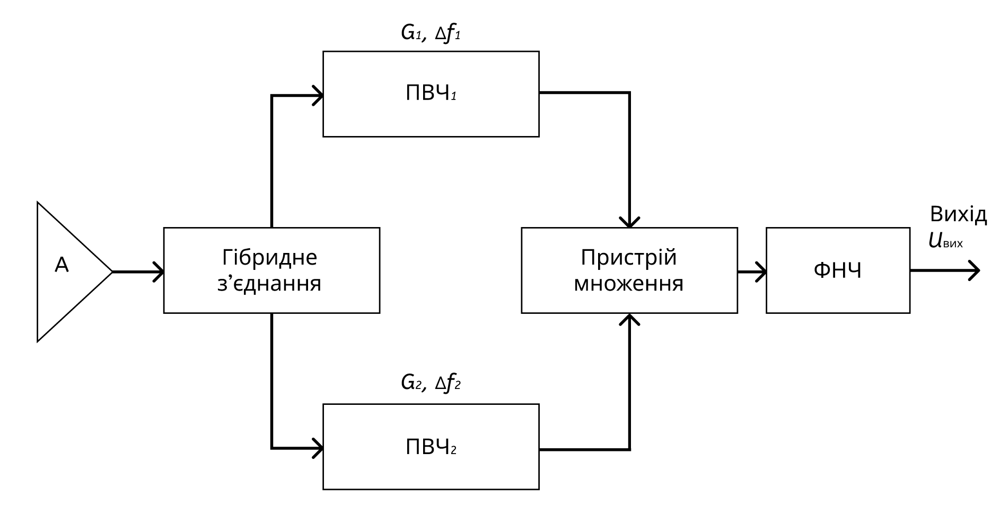 G₁, Δf₁
ПВЧ₁
А
Гібридне
з’єднання
Пристрій
множення
ФНЧ
Вихід
Uвих
G₂, Δf₂
ПВЧ₂